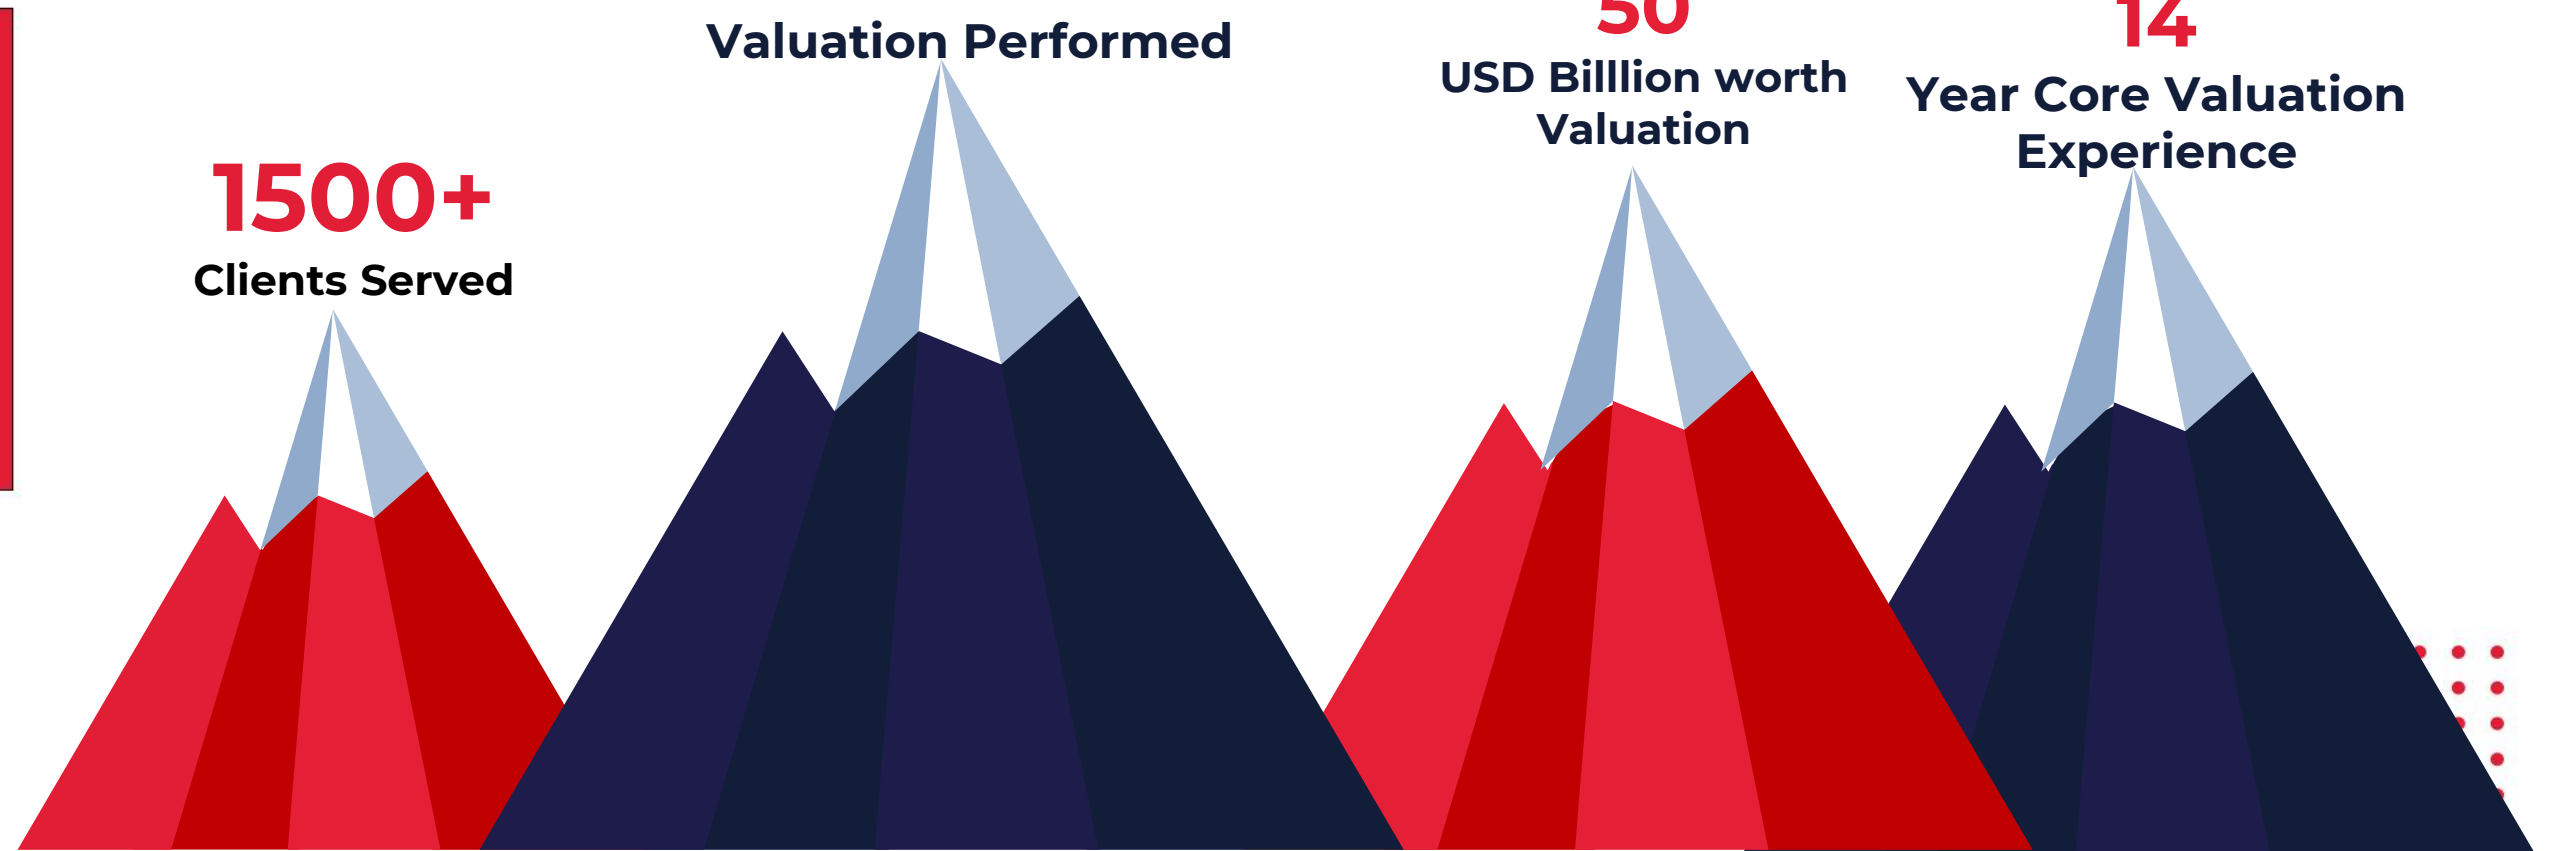 1500+
Clients Served
Valuation Performed
50
USD Billlion worth
Valuation
14
Year Core Valuation
Experience